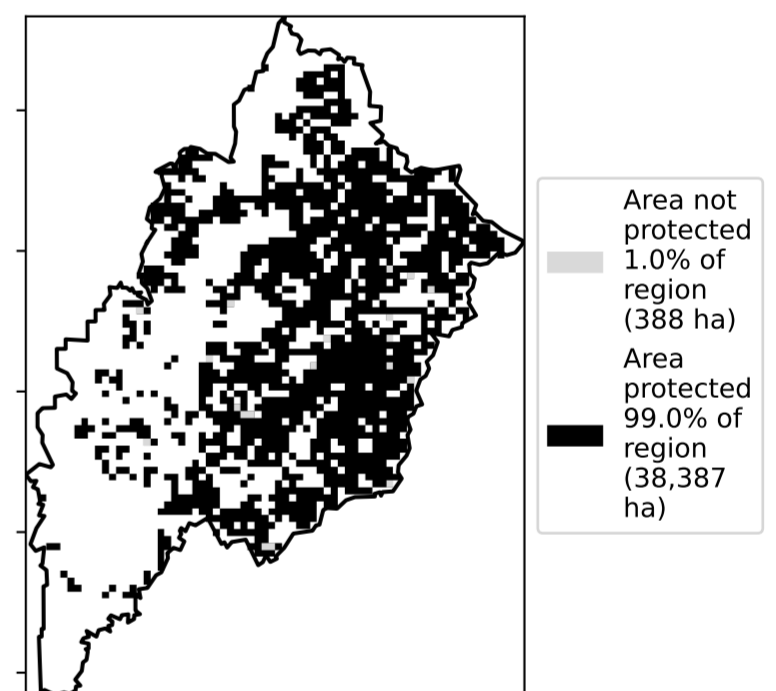 Area not
protected
1.0% of
region
(388 ha)
Area
protected
99.0% of
region
(38,387
ha)